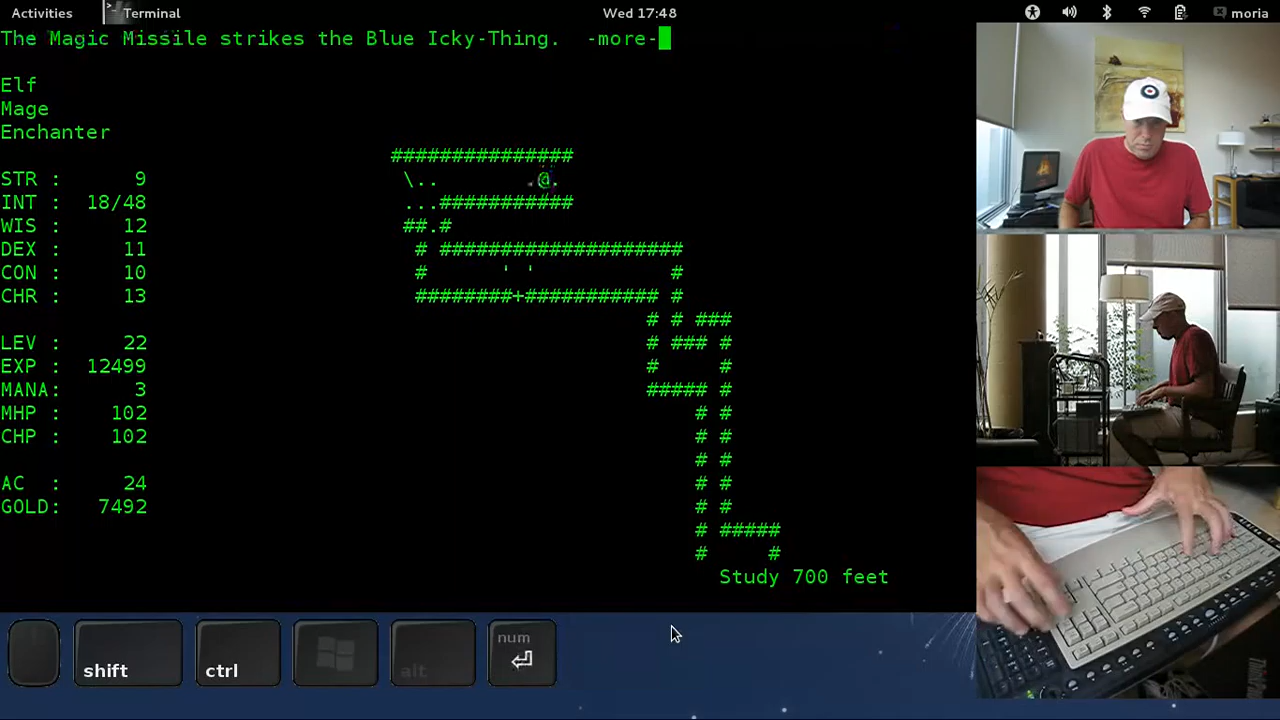 Activities Terminal Wed 17:48 moria
The Magic Missile strikes the Blue Icky-Thing. -more-
Elf
Mage
Enchanter
###############
STR : 9 \.. .@.
INT : 18/48 ...###########
WIS : 12 ##.#
DEX : 11 # ####################
CON : 10 # ' ' #
CHR : 13 ########+########### #
# # ###
LEV : 22 # ### #
EXP : 12499 # #
MANA: 3 ##### #
MHP : 102 # #
CHP : 102 # #
# #
AC : 24 # #
GOLD: 7492 # #
# #####
# #
Study 700 feet
shift ctrl alt num